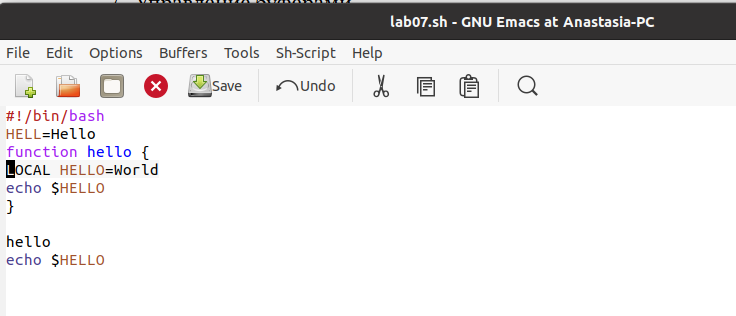 lab07.sh - GNU Emacs at Anastasia-PC
File Edit Options Buffers Tools Sh-Script Help
Save Undo
#!/bin/bash
HELL=Hello
function hello {
LOCAL HELLO=World
echo $HELLO
}
hello
echo $HELLO